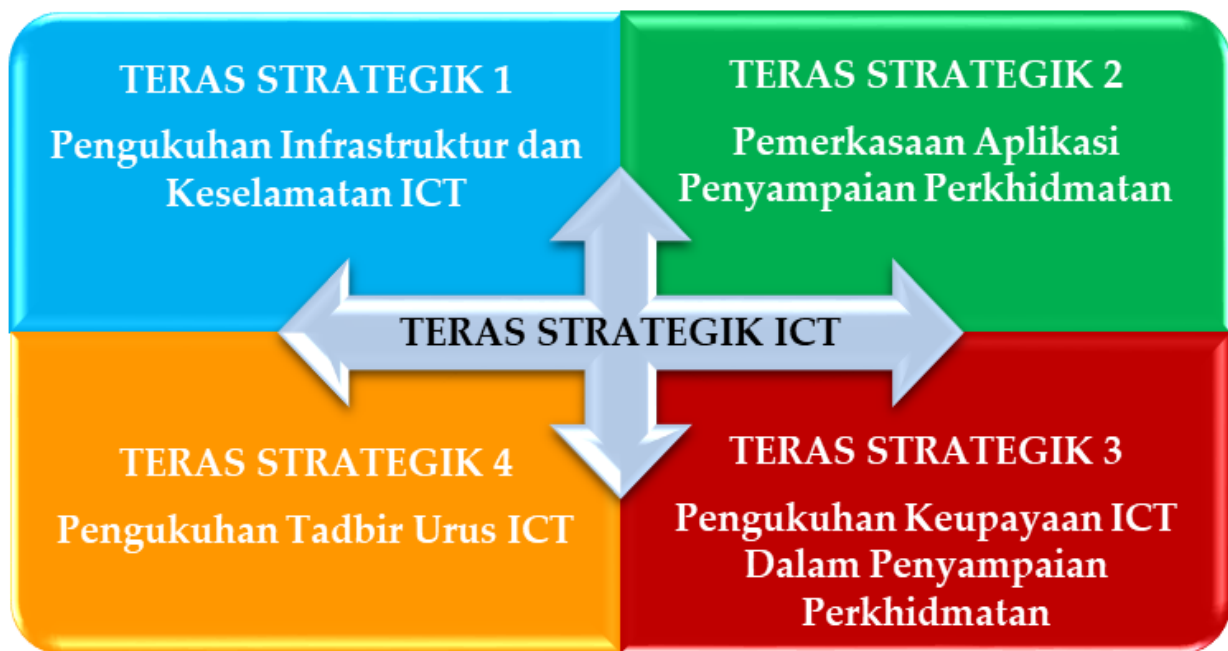 TERAS STRATEGIK 1
Pengukuhan Infrastruktur dan
Keselamatan ICT
TERAS STRATEGIK 2
Pemerkasaan Aplikasi
Penyampaian Perkhidmatan
TERAS STRATEGIK ICT
TERAS STRATEGIK 4
Pengukuhan Tadbir Urus ICT
TERAS STRATEGIK 3
Pengukuhan Keupayaan ICT
Dalam Penyampaian
Perkhidmatan